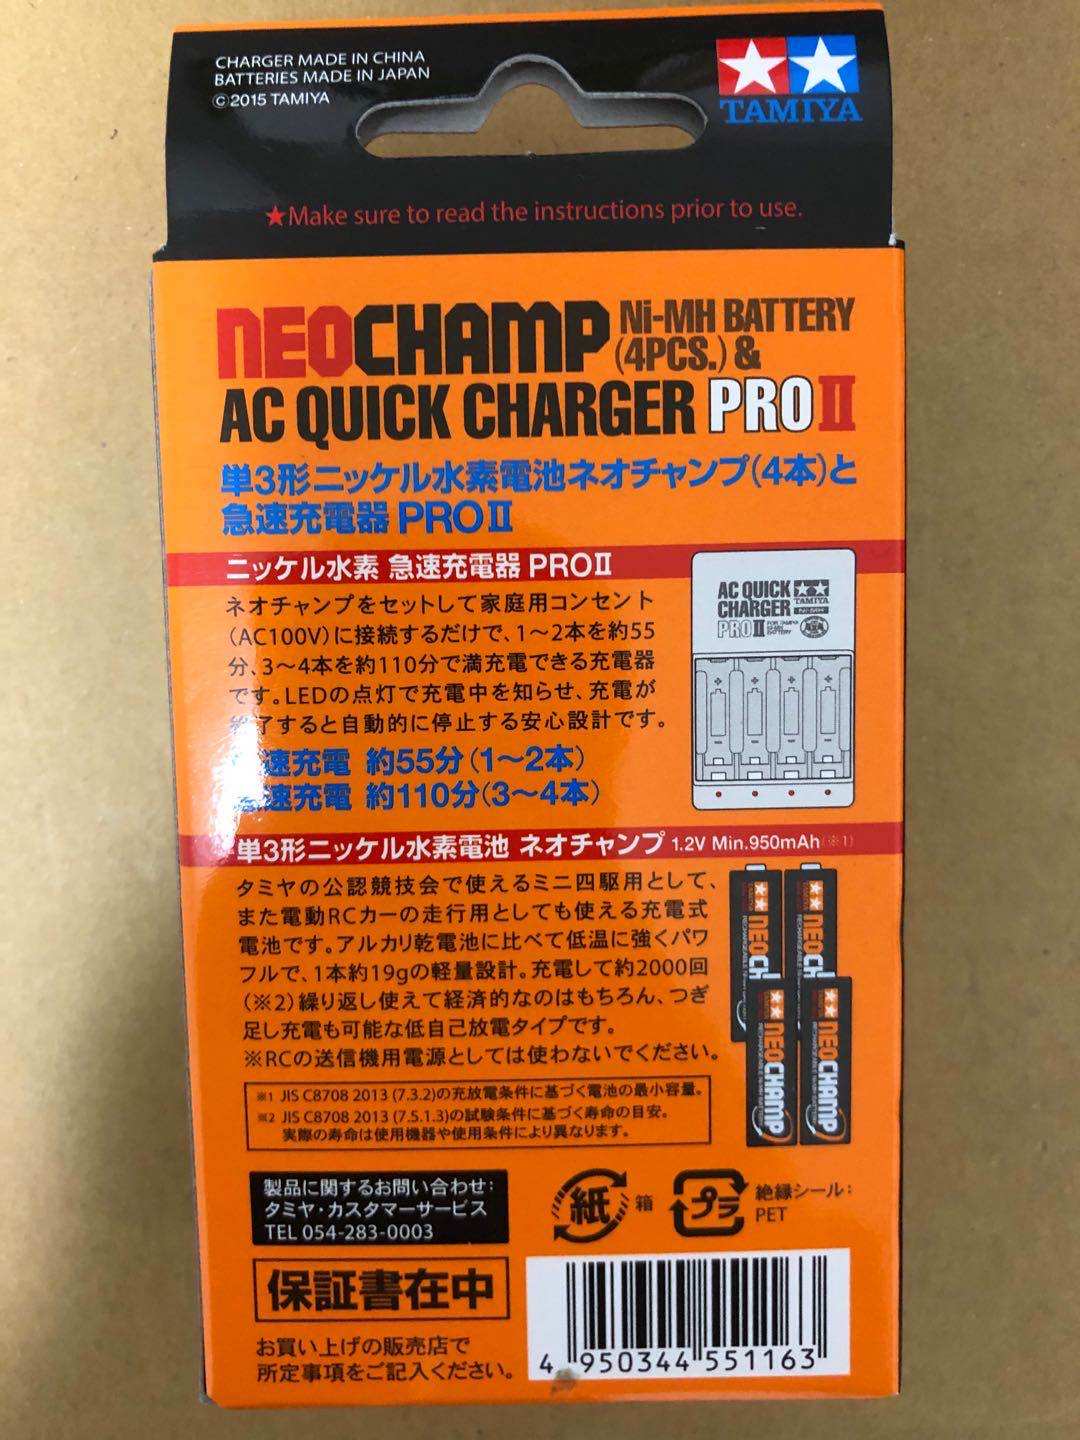 CHARGER MADE IN CHINA
BATTERIES MADE IN JAPAN
©2015 TAMIYA
TAMIYA
★Make sure to read the instructions prior to use.
NEOCHAMP Ni-MH BATTERY (4PCS.) &
AC QUICK CHARGER PRO II
単3形ニッケル水素電池ネオチャンプ(4本)と
急速充電器 PROⅡ
ニッケル水素 急速充電器 PROⅡ
ネオチャンプをセットして家庭用コンセント
(AC100V)に接続するだけで、1〜2本を約55
分、3〜4本を約110分で満充電できる充電器
です。LEDの点灯で充電中を知らせ、充電が
終了すると自動的に停止する安心設計です。
急速充電 約55分(1〜2本)
急速充電 約110分(3〜4本)
AC QUICK
CHARGER
PROⅡ
TAMIYA
Ni-MH
単3形ニッケル水素電池 ネオチャンプ 1.2V Min.950mAh(※1)
タミヤの公認競技会で使えるミニ四駆用として、
また電動RCカーの走行用としても使える充電式
電池です。アルカリ乾電池に比べて低温に強くパワ
フルで、1本約19gの軽量設計。充電して約2000回
(※2)繰り返し使えて経済的なのはもちろん、つぎ
足し充電も可能な低自己放電タイプです。
※RCの送信機用電源としては使わないでください。
NEOCHAMP
NEOCHAMP
※1 JIS C8708 2013 (7.3.2)の充放電条件に基づく電池の最小容量。
※2 JIS C8708 2013 (7.5.1.3)の試験条件に基づく寿命の目安。
実際の寿命は使用機器や使用条件により異なります。
製品に関するお問い合わせ:
タミヤ・カスタマーサービス
TEL 054-283-0003
紙 箱
プラ 絶縁シール:
PET
保証書在中
お買い上げの販売店で
所定事項をご記入ください。
4 950344 551163